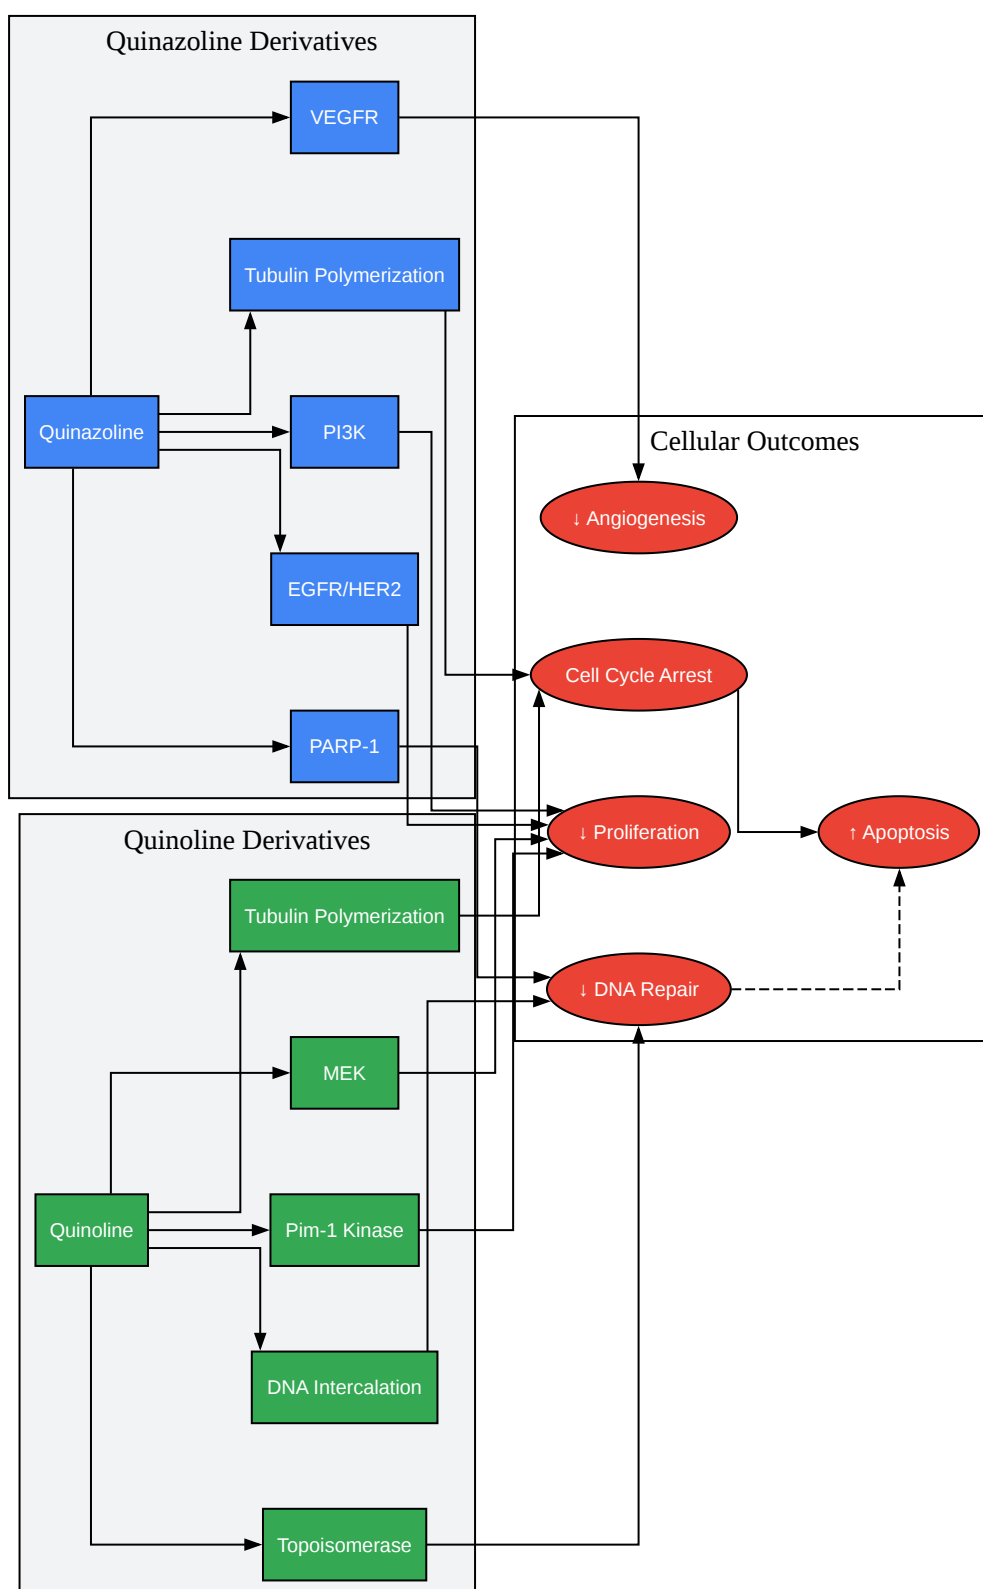 Quinazoline Derivatives
VEGFR
Tubulin Polymerization
Quinazoline
PI3K
EGFR/HER2
PARP-1
Cellular Outcomes
↓ Angiogenesis
Cell Cycle Arrest
↓ Proliferation
↑ Apoptosis
↓ DNA Repair
Quinoline Derivatives
Tubulin Polymerization
MEK
Quinoline
Pim-1 Kinase
DNA Intercalation
Topoisomerase